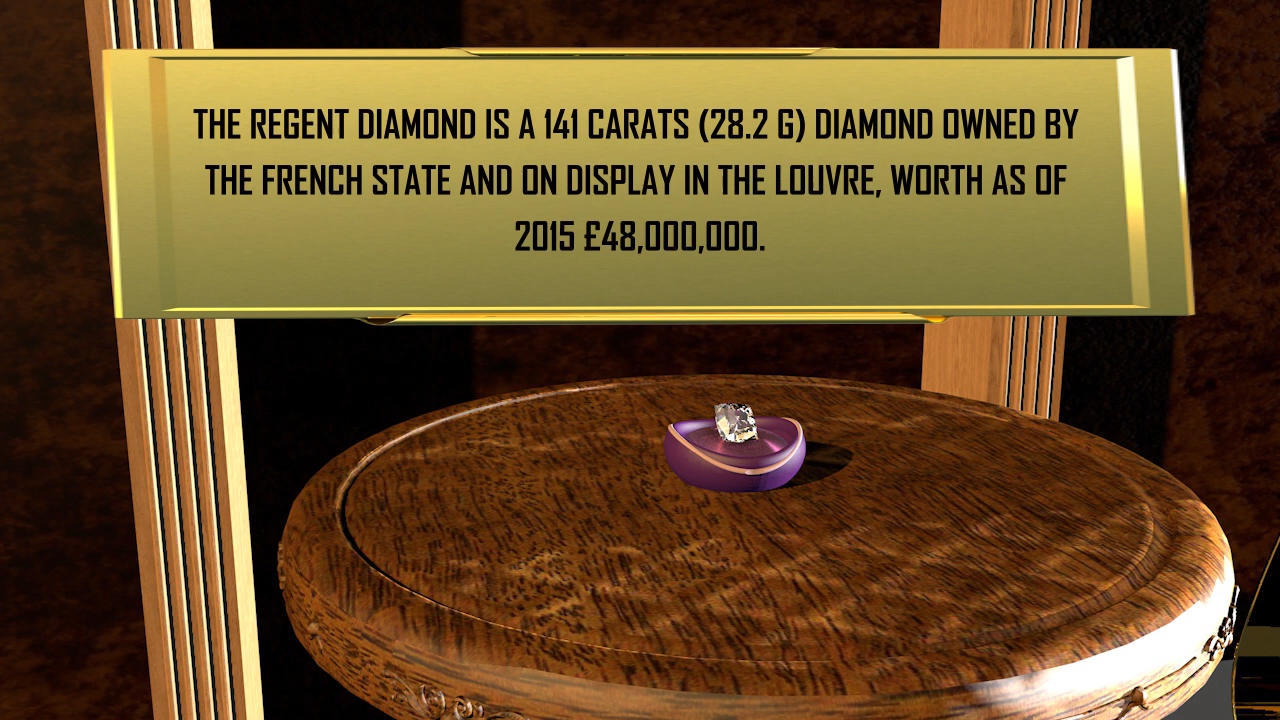 THE REGENT DIAMOND IS A 141 CARATS (28.2 G) DIAMOND OWNED BY
THE FRENCH STATE AND ON DISPLAY IN THE LOUVRE, WORTH AS OF
2015 £48,000,000.